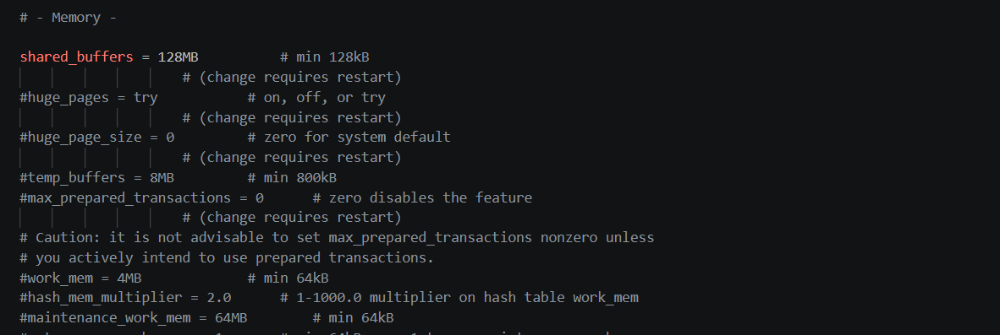 # - Memory -
shared_buffers = 128MB # min 128kB
# (change requires restart)
#huge_pages = try # on, off, or try
# (change requires restart)
#huge_page_size = 0 # zero for system default
# (change requires restart)
#temp_buffers = 8MB # min 800kB
#max_prepared_transactions = 0 # zero disables the feature
# (change requires restart)
# Caution: it is not advisable to set max_prepared_transactions nonzero unless
# you actively intend to use prepared transactions.
#work_mem = 4MB # min 64kB
#hash_mem_multiplier = 2.0 # 1-1000.0 multiplier on hash table work_mem
#maintenance_work_mem = 64MB # min 64kB